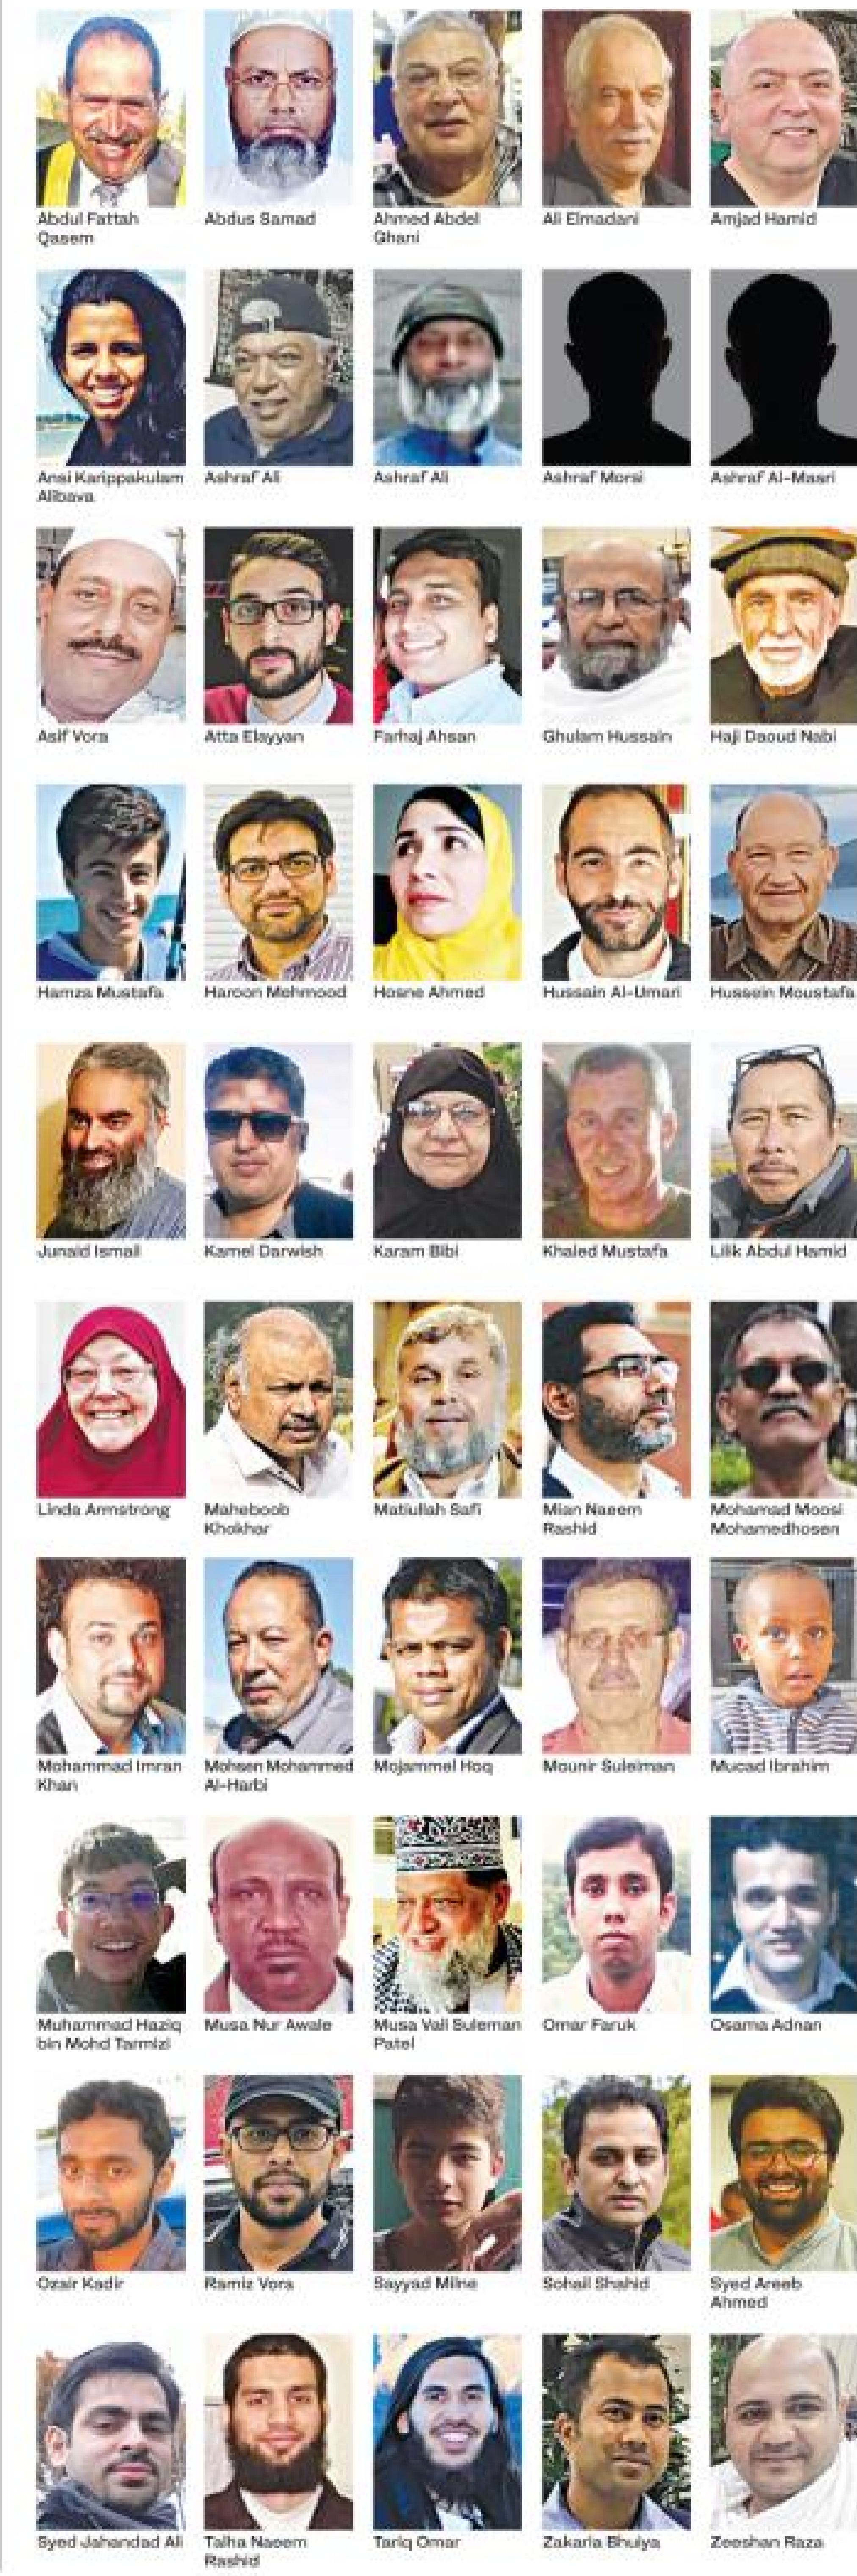 Abdul Fattah
Qasem
Abdus Samad
Ahmed Abdel
Ghani
Ali Elmadani
Amjad Hamid
Ansi Karippakulam
Alibava
Ashraf Ali
Ashraf Ali
Ashraf Morsi
Ashraf Al-Masri
Asif Vora
Atta Elayyan
Farhaj Ahsan
Ghulam Hussain
Haji Daoud Nabi
Hamza Mustafa
Haroon Mehmood
Hosne Ahmed
Hussain Al-Umari
Hussein Moustafa
Junaid Ismail
Kamel Darwish
Karam Bibi
Khaled Mustafa
Lilik Abdul Hamid
Linda Armstrong
Maheboob
Khokhar
Matiullah Safi
Mian Naeem
Rashid
Mohamad Moosi
Mohamedhosen
Mohammad Imran
Khan
Mohsen Mohammed
Al-Harbi
Mojammel Hoq
Mounir Suleiman
Mucad Ibrahim
Muhammad Haziq
bin Mohd Tarmizi
Musa Nur Awale
Musa Vali Suleman
Patel
Omar Faruk
Osama Adnan
Ozair Kadir
Ramiz Vora
Sayyad Milne
Sohail Shahid
Syed Areeb
Ahmed
Syed Jahandad Ali
Talha Naeem
Rashid
Tariq Omar
Zakaria Bhuiya
Zeeshan Raza